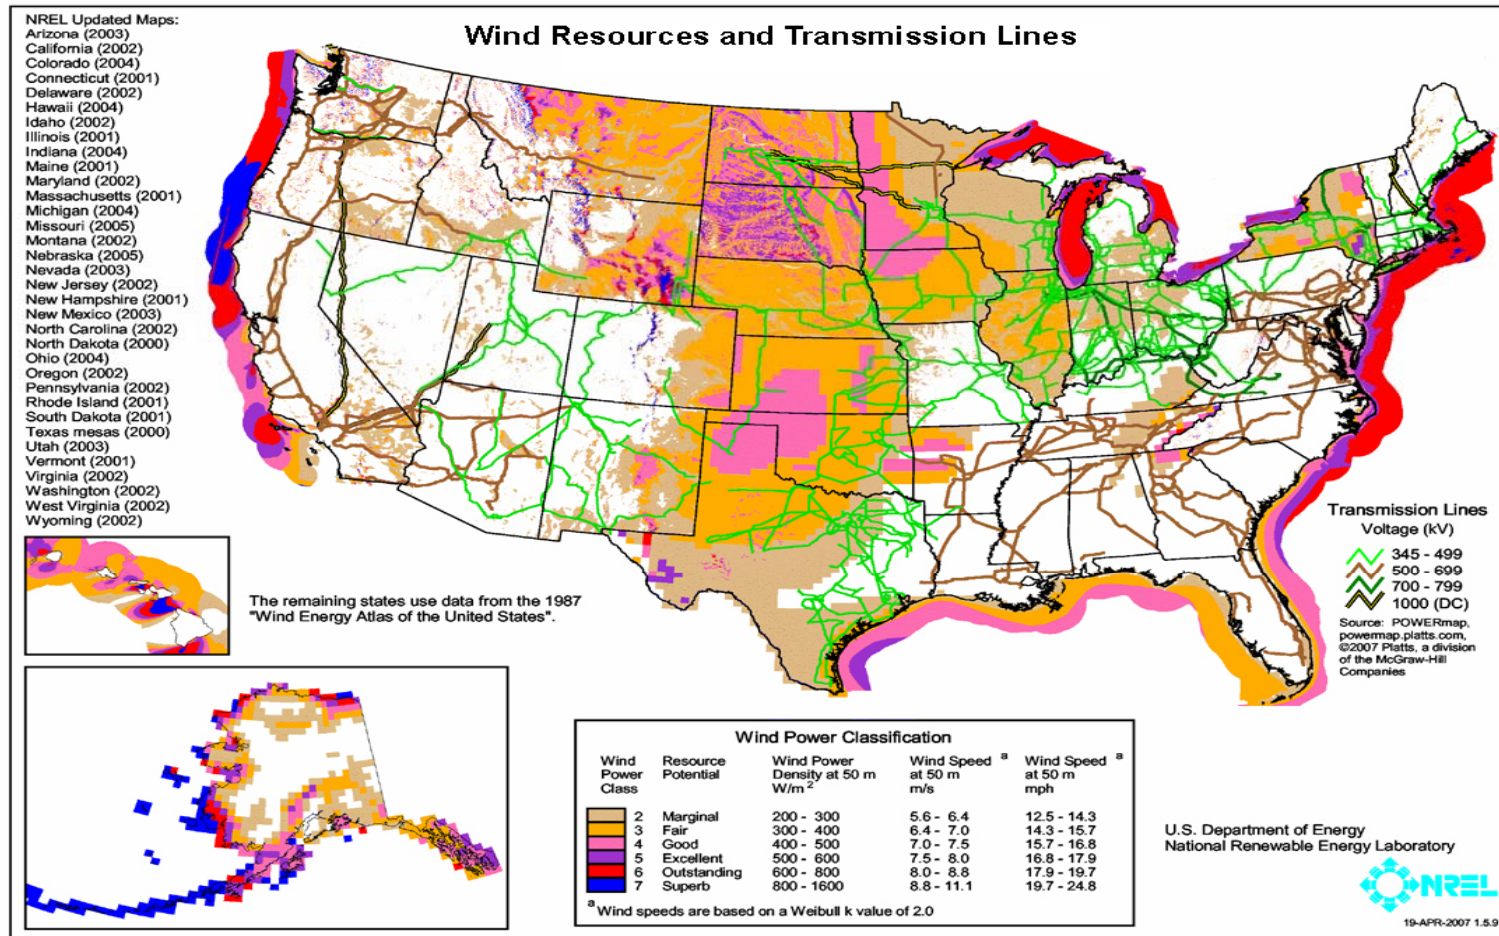 Wind Resources and Transmission Lines
NREL Updated Maps:
Arizona (2003)
California (2002)
Colorado (2004)
Connecticut (2001)
Delaware (2002)
Hawaii (2004)
Idaho (2002)
Illinois (2001)
Indiana (2004)
Maine (2001)
Maryland (2002)
Massachusetts (2001)
Michigan (2004)
Missouri (2005)
Montana (2002)
Nebraska (2005)
Nevada (2003)
New Jersey (2002)
New Hampshire (2001)
New Mexico (2003)
North Carolina (2002)
North Dakota (2000)
Ohio (2004)
Oregon (2002)
Pennsylvania (2002)
Rhode Island (2001)
South Dakota (2001)
Texas mesas (2000)
Utah (2003)
Vermont (2001)
Virginia (2002)
Washington (2002)
West Virginia (2002)
Wyoming (2002)
The remaining states use data from the 1987
"Wind Energy Atlas of the United States".
Transmission Lines
Voltage (kV)
345 - 499
500 - 699
700 - 799
1000 (DC)
Source: POWERmap,
powermap.platts.com,
©2007 Platts, a division
of the McGraw-Hill
Companies
Wind Power Classification
Wind Resource Wind Power Wind Speed a Wind Speed a
Power Potential Density at 50 m at 50 m at 50 m
Class W/m 2 m/s mph
2 Marginal 200 - 300 5.6 - 6.4 12.5 - 14.3
3 Fair 300 - 400 6.4 - 7.0 14.3 - 15.7
4 Good 400 - 500 7.0 - 7.5 15.7 - 16.8
5 Excellent 500 - 600 7.5 - 8.0 16.8 - 17.9
6 Outstanding 600 - 800 8.0 - 8.8 17.9 - 19.7
7 Superb 800 - 1600 8.8 - 11.1 19.7 - 24.8
a Wind speeds are based on a Weibull k value of 2.0
U.S. Department of Energy
National Renewable Energy Laboratory
NREL
19-APR-2007 1.5.9